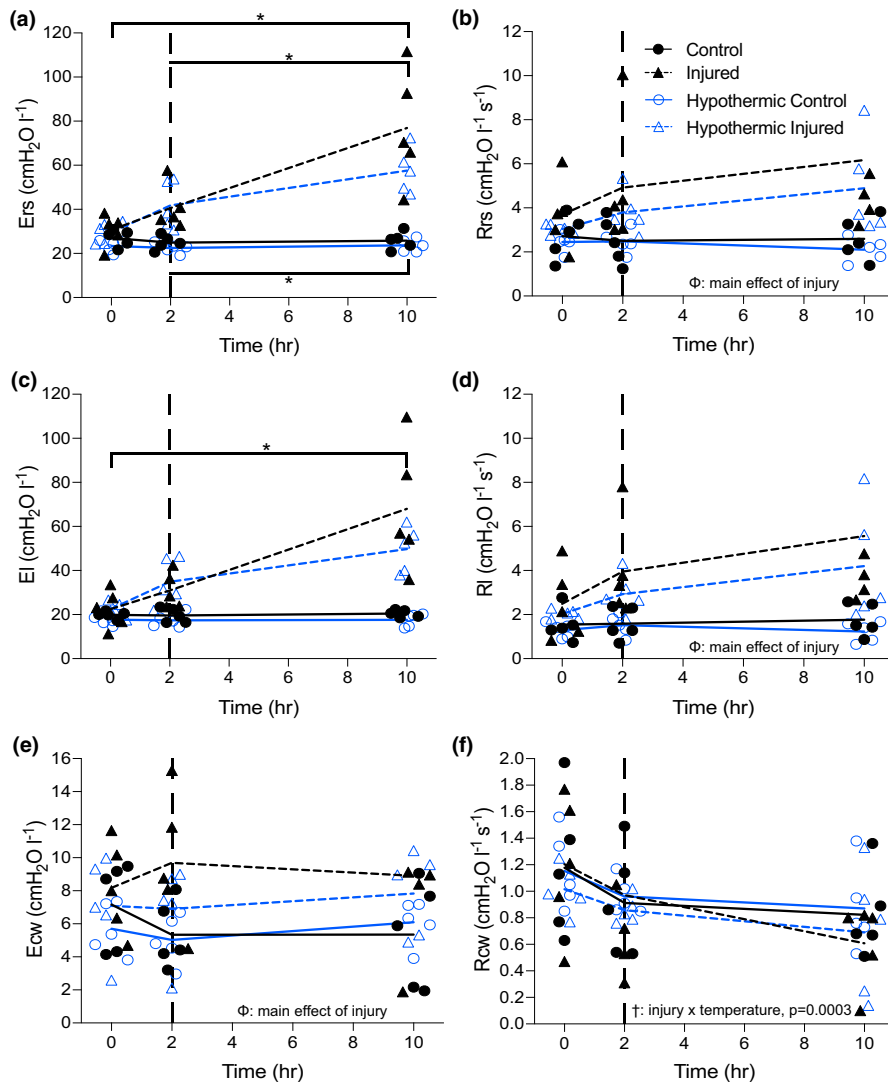 (a)
Ers (cmH₂O l⁻¹)
120
100
80
60
40
20
0
*
*
*
0 2 4 6 8 10
Time (hr)
(b)
Rrs (cmH₂O l⁻¹ s⁻¹)
12
10
8
6
4
2
0
Control
Injured
Hypothermic Control
Hypothermic Injured
Φ: main effect of injury
0 2 4 6 8 10
Time (hr)
(c)
El (cmH₂O l⁻¹)
120
100
80
60
40
20
0
*
0 2 4 6 8 10
Time (hr)
(d)
Rl (cmH₂O l⁻¹ s⁻¹)
12
10
8
6
4
2
0
Φ: main effect of injury
0 2 4 6 8 10
Time (hr)
(e)
Ecw (cmH₂O l⁻¹)
16
14
12
10
8
6
4
2
0
Φ: main effect of injury
0 2 4 6 8 10
Time (hr)
(f)
Rcw (cmH₂O l⁻¹ s⁻¹)
2.0
1.8
1.6
1.4
1.2
1.0
0.8
0.6
0.4
0.2
0.0
†: injury x temperature, p=0.0003
0 2 4 6 8 10
Time (hr)